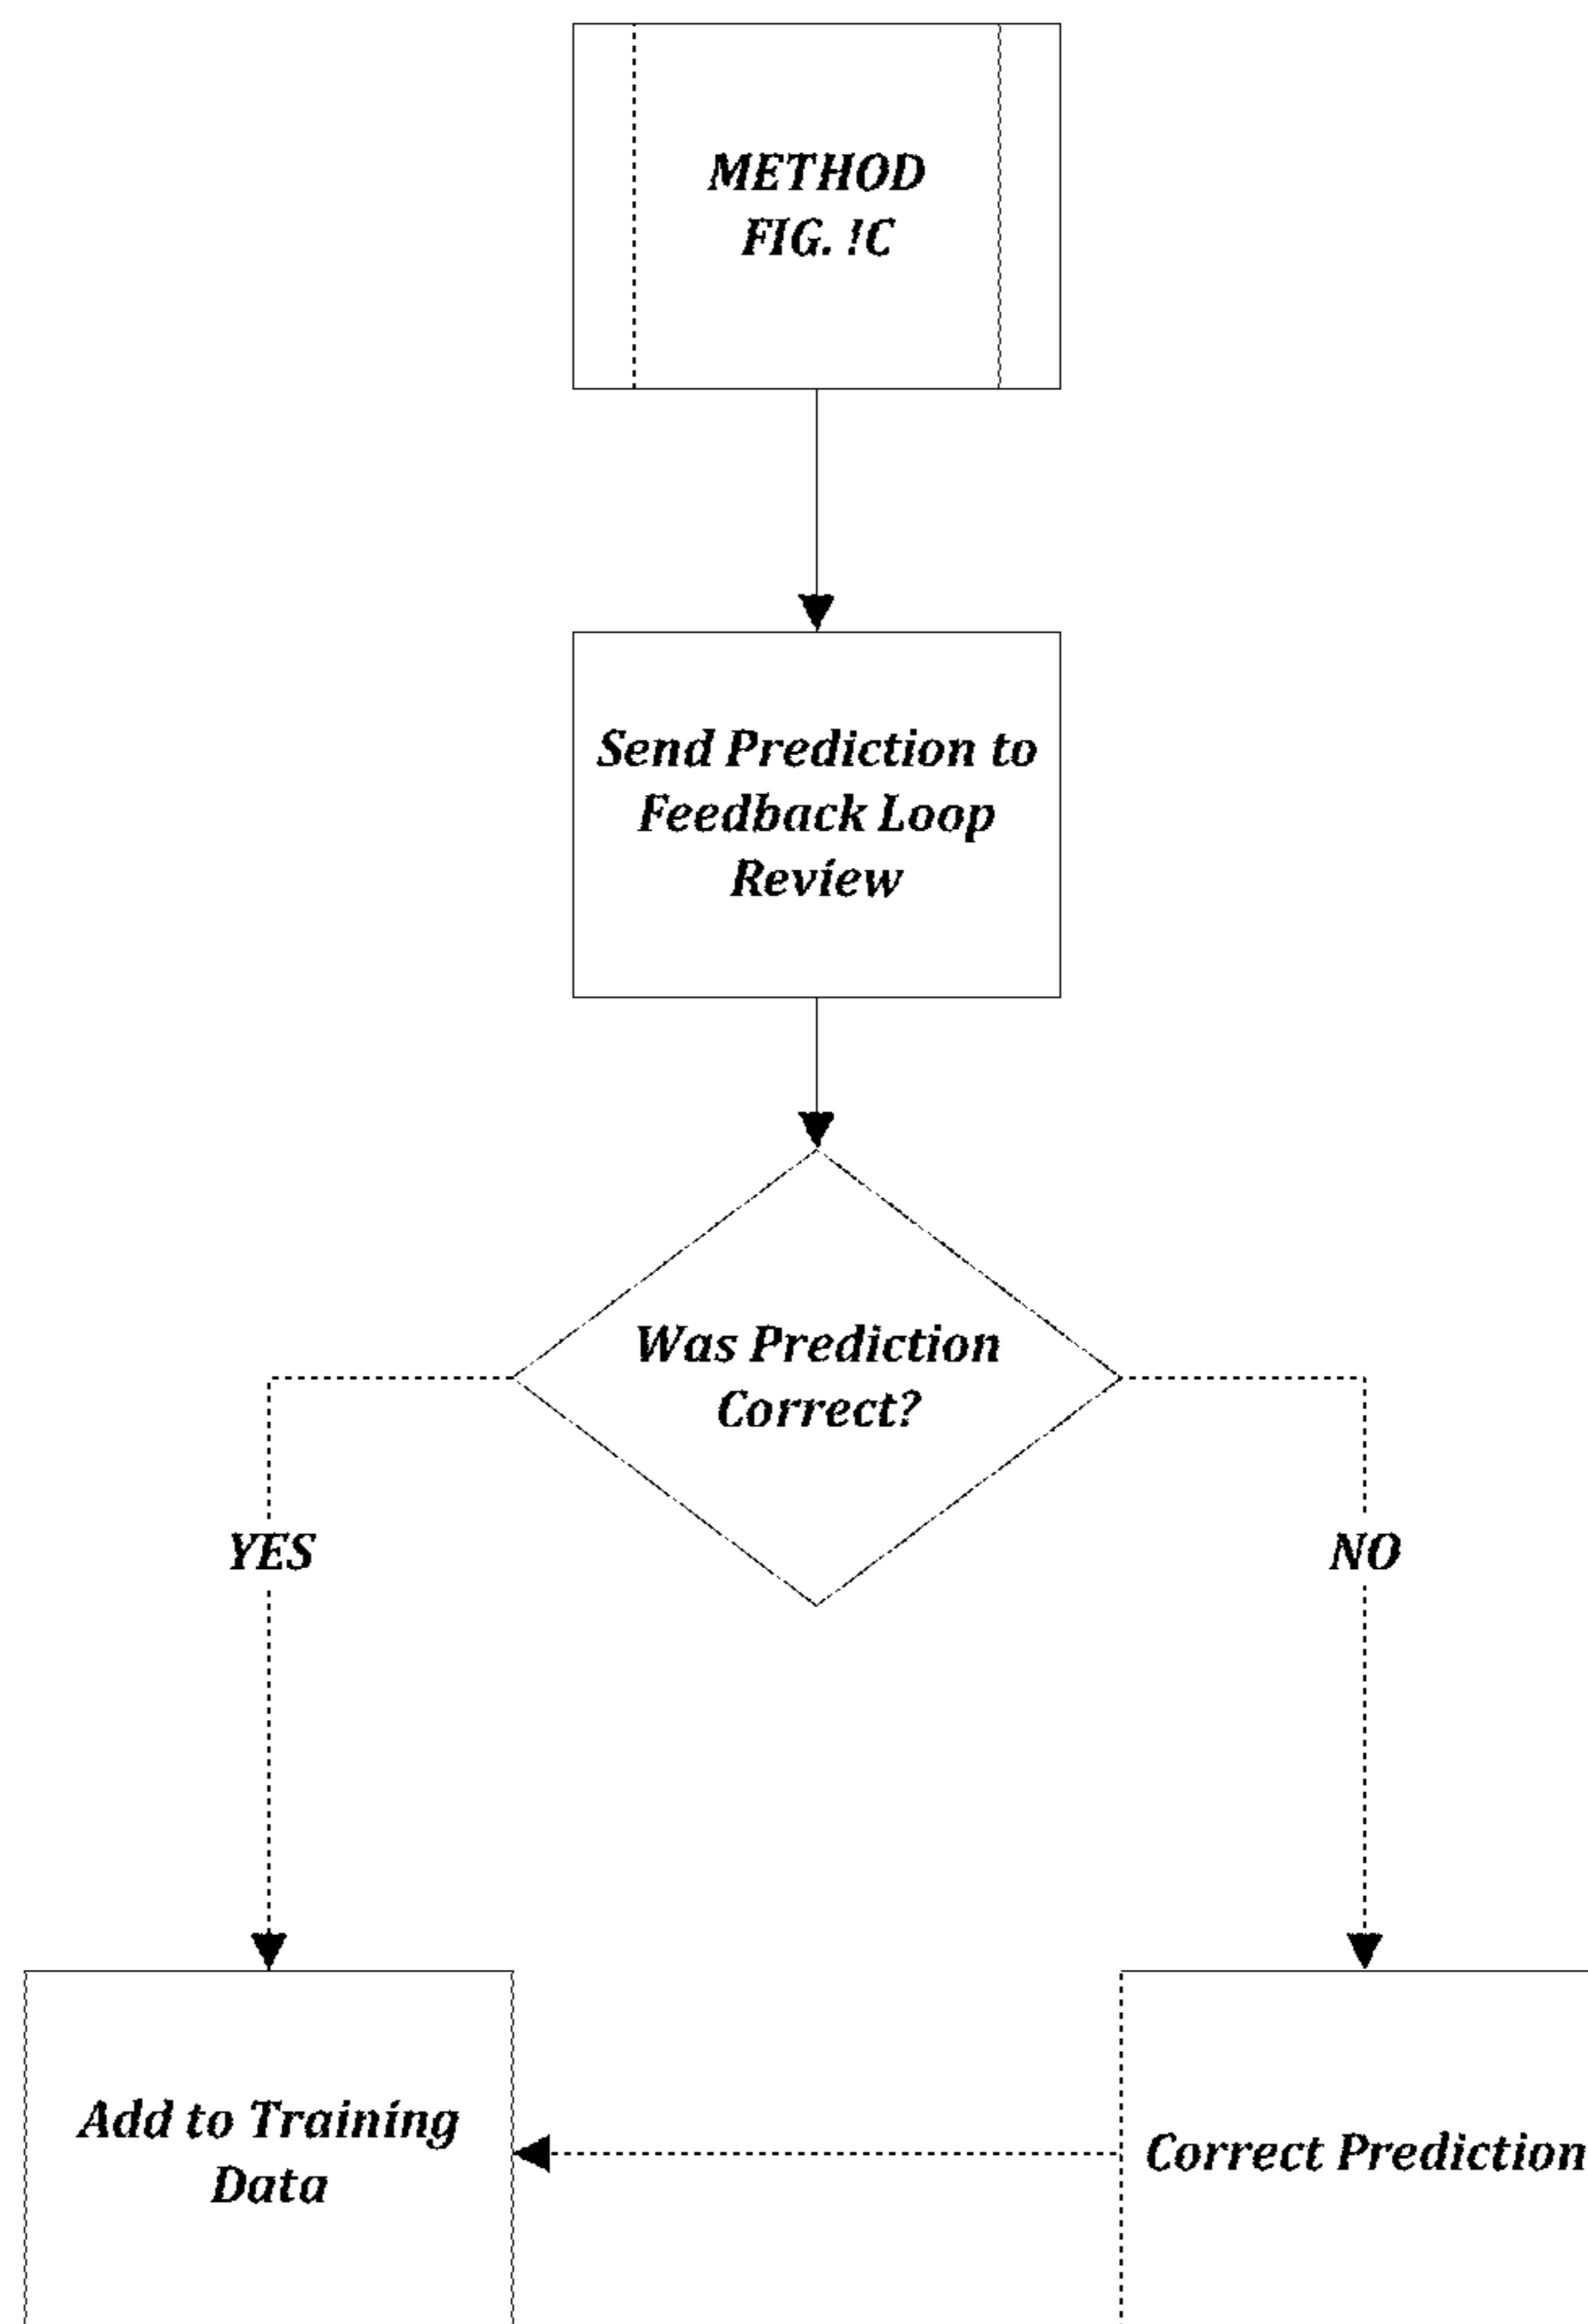 METHOD
FIG. !C
Send Prediction to
Feedback Loop
Review
Was Prediction
Correct?
YES
NO
Add to Training
Data
Correct Prediction